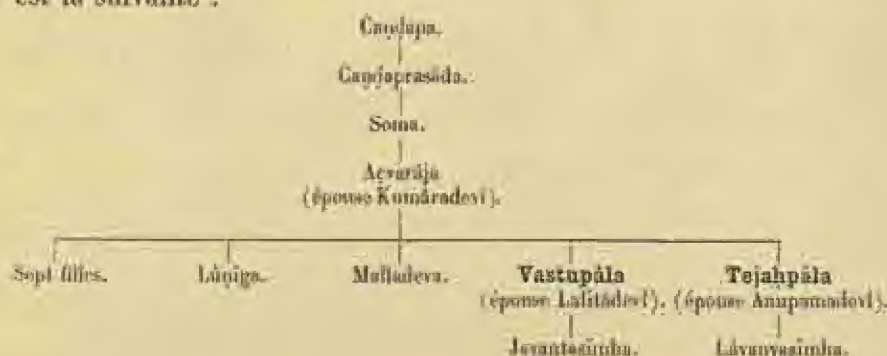 est la suivante :
Caṇḍapa.
Caṇḍaprasâda.
Soma.
Açvarâja
(épouse Kumâradevî).
Sept filles. Lûṇiga. Malladeva. Vastupâla Tejaḥpâla
(épouse Lalitâdevî). (épouse Anupamadevî).
Jayantasiṁha. Lâvaṇyasiṁha.